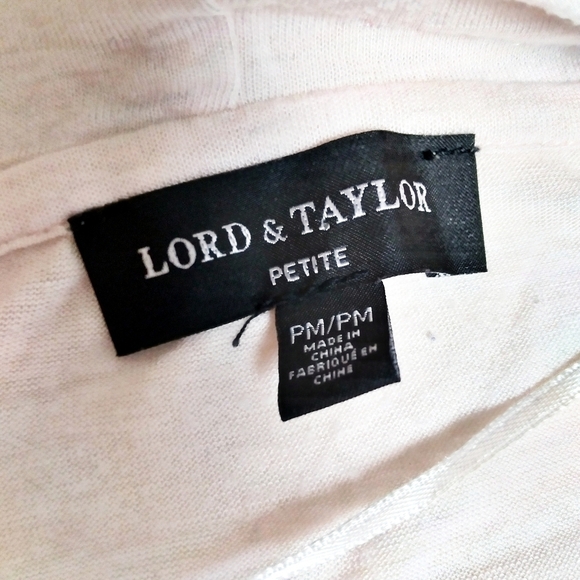 LORD & TAYLOR
PETITE
PM/PM
MADE IN
CHINA
FABRIQUÉ EN
CHINE